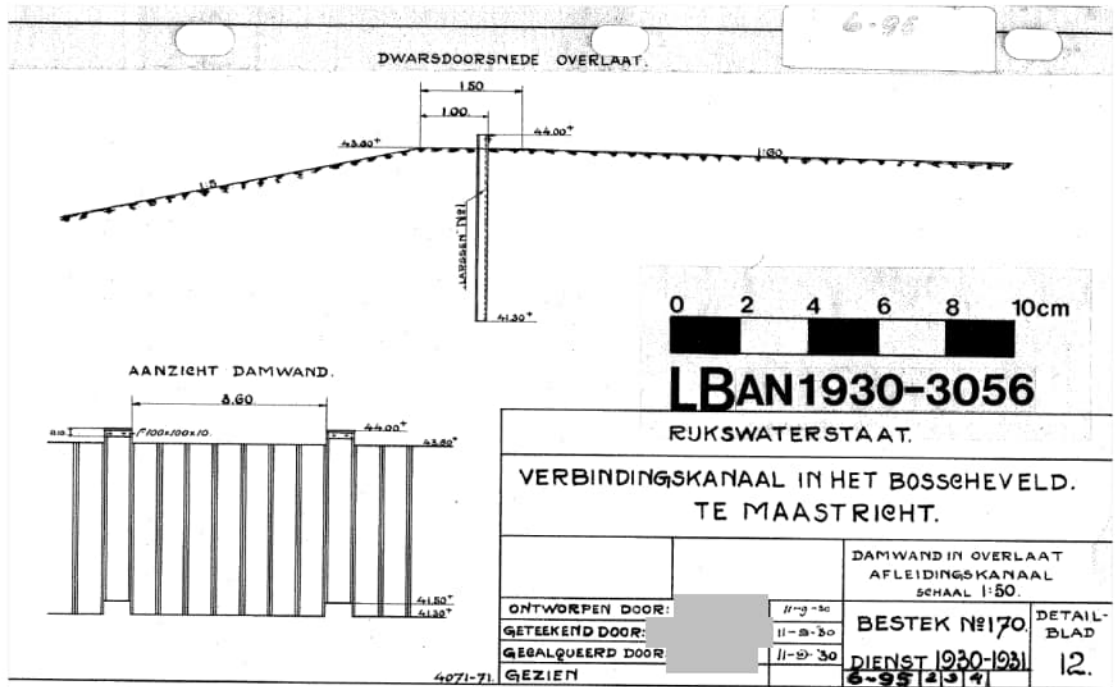 6-95
DWARSDOORSNEDE OVERLAAT.
1.50
1.00
44.00+
43.80+
1:5
1:60
LARSSEN Nº1
41.30+
0 2 4 6 8 10cm
LBAN1930-3056
AANZICHT DAMWAND.
3.60
100x100x10.
44.00+
43.80+
41.50+
41.30+
RIJKSWATERSTAAT.
VERBINDINGSKANAAL IN HET BOSSCHEVELD.
TE MAASTRICHT.
DAMWAND IN OVERLAAT
AFLEIDINGSKANAAL
SCHAAL 1:50.
ONTWORPEN DOOR: 11-9-30
GETEEKEND DOOR: 11-9-'30
GECALQUEERD DOOR 11-9-'30
GEZIEN
BESTEK Nº170.
DIENST 1930-1931
6-95 2 3 4
DETAIL-
BLAD
12.
4071-71.